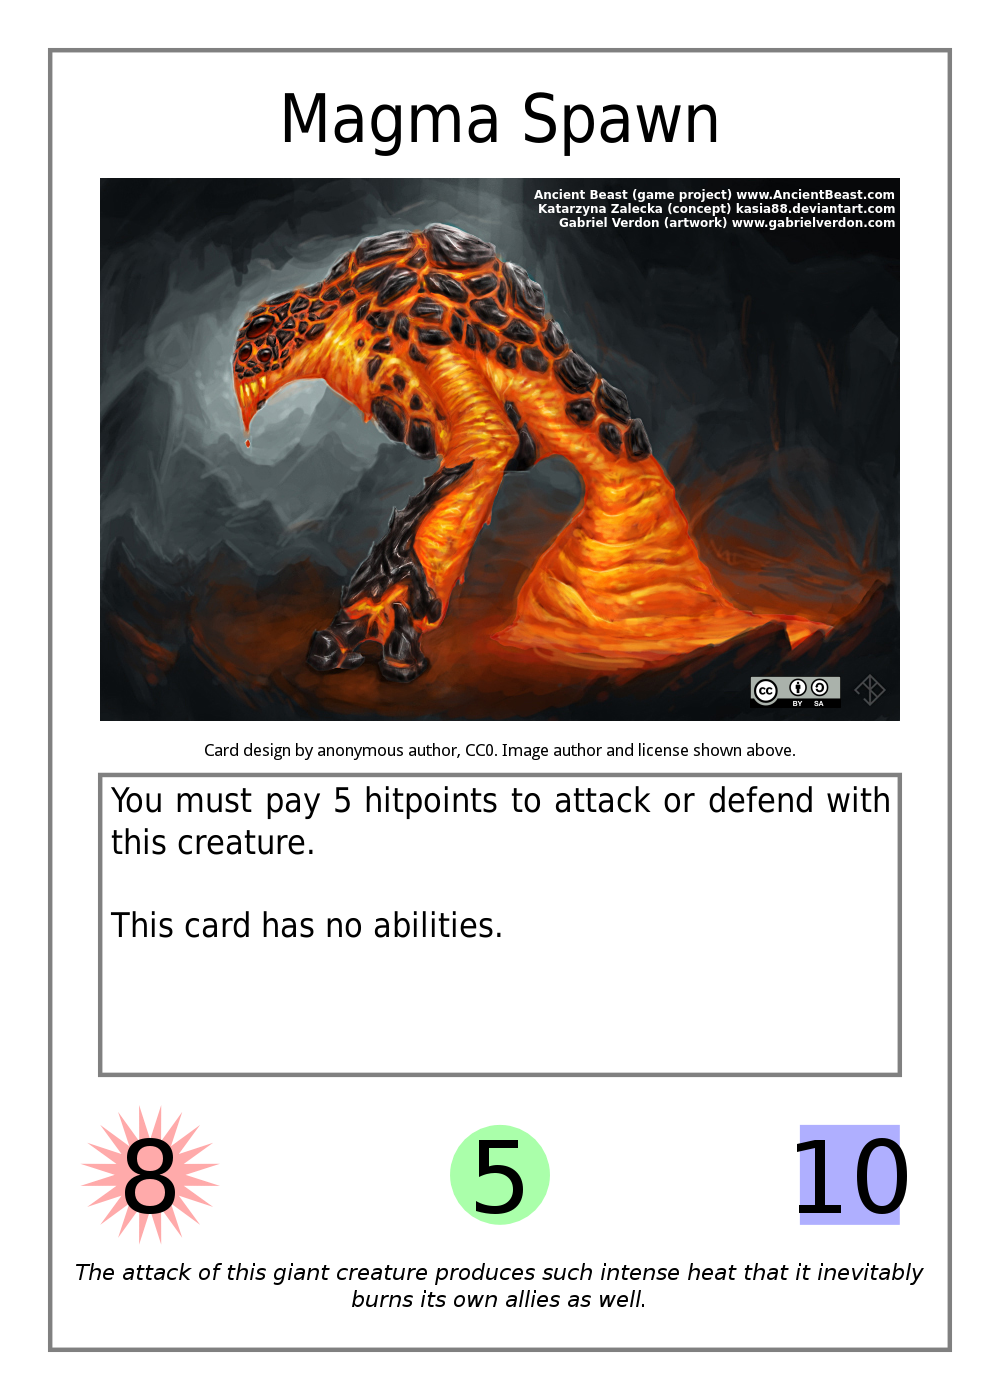 Magma Spawn
Ancient Beast (game project) www.AncientBeast.com
Katarzyna Zalecka (concept) kasia88.deviantart.com
Gabriel Verdon (artwork) www.gabrielverdon.com
cc
BY SA
Card design by anonymous author, CC0. Image author and license shown above.
You must pay 5 hitpoints to attack or defend with
this creature.
This card has no abilities.
8 5 10
The attack of this giant creature produces such intense heat that it inevitably
burns its own allies as well.